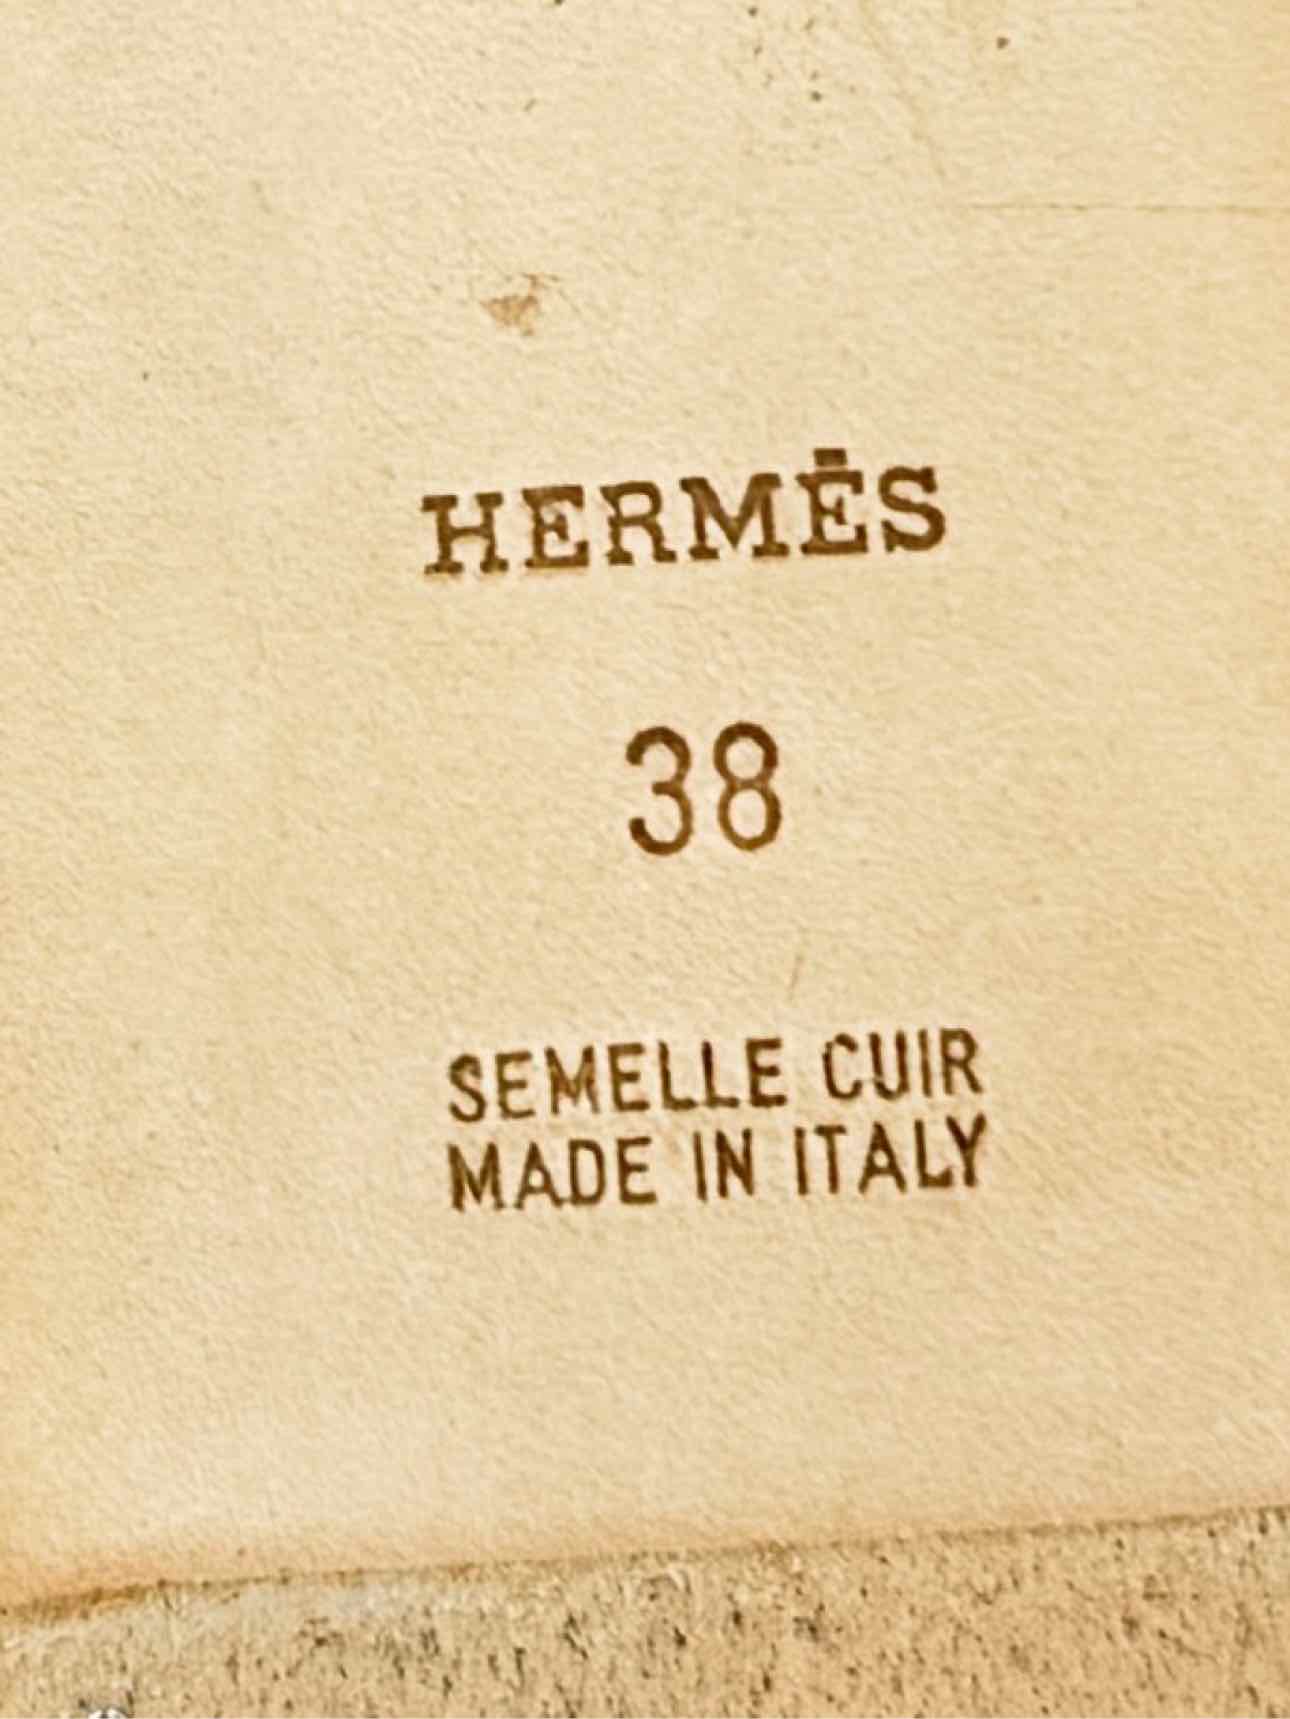 HERMÈS
38
SEMELLE CUIR
MADE IN ITALY